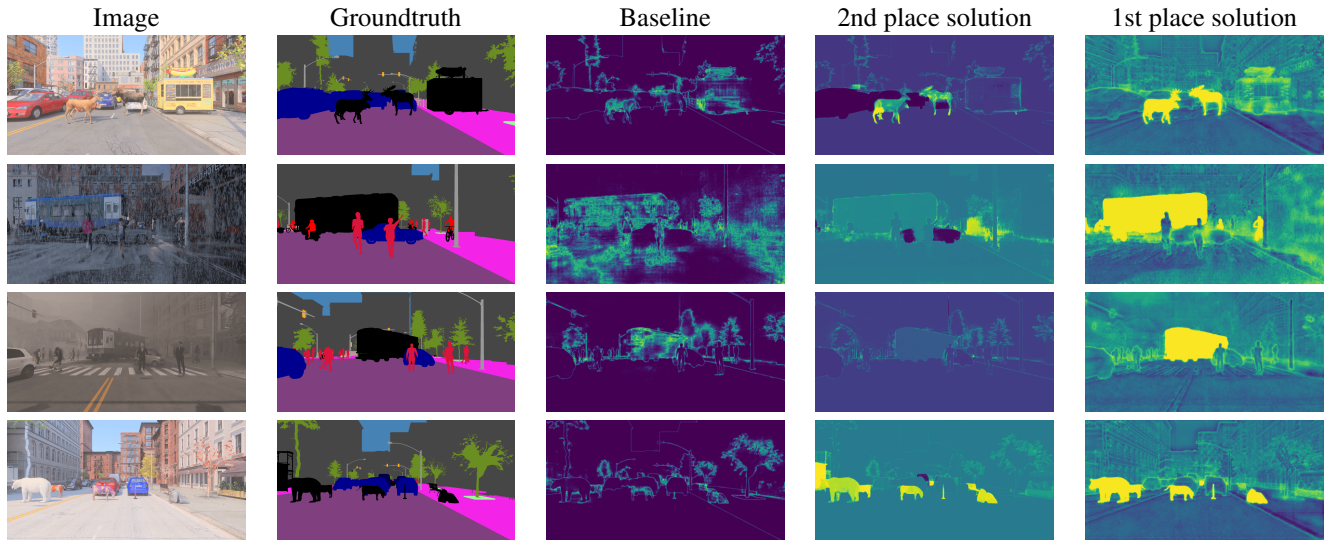 Image
Groundtruth
Baseline
2nd place solution
1st place solution